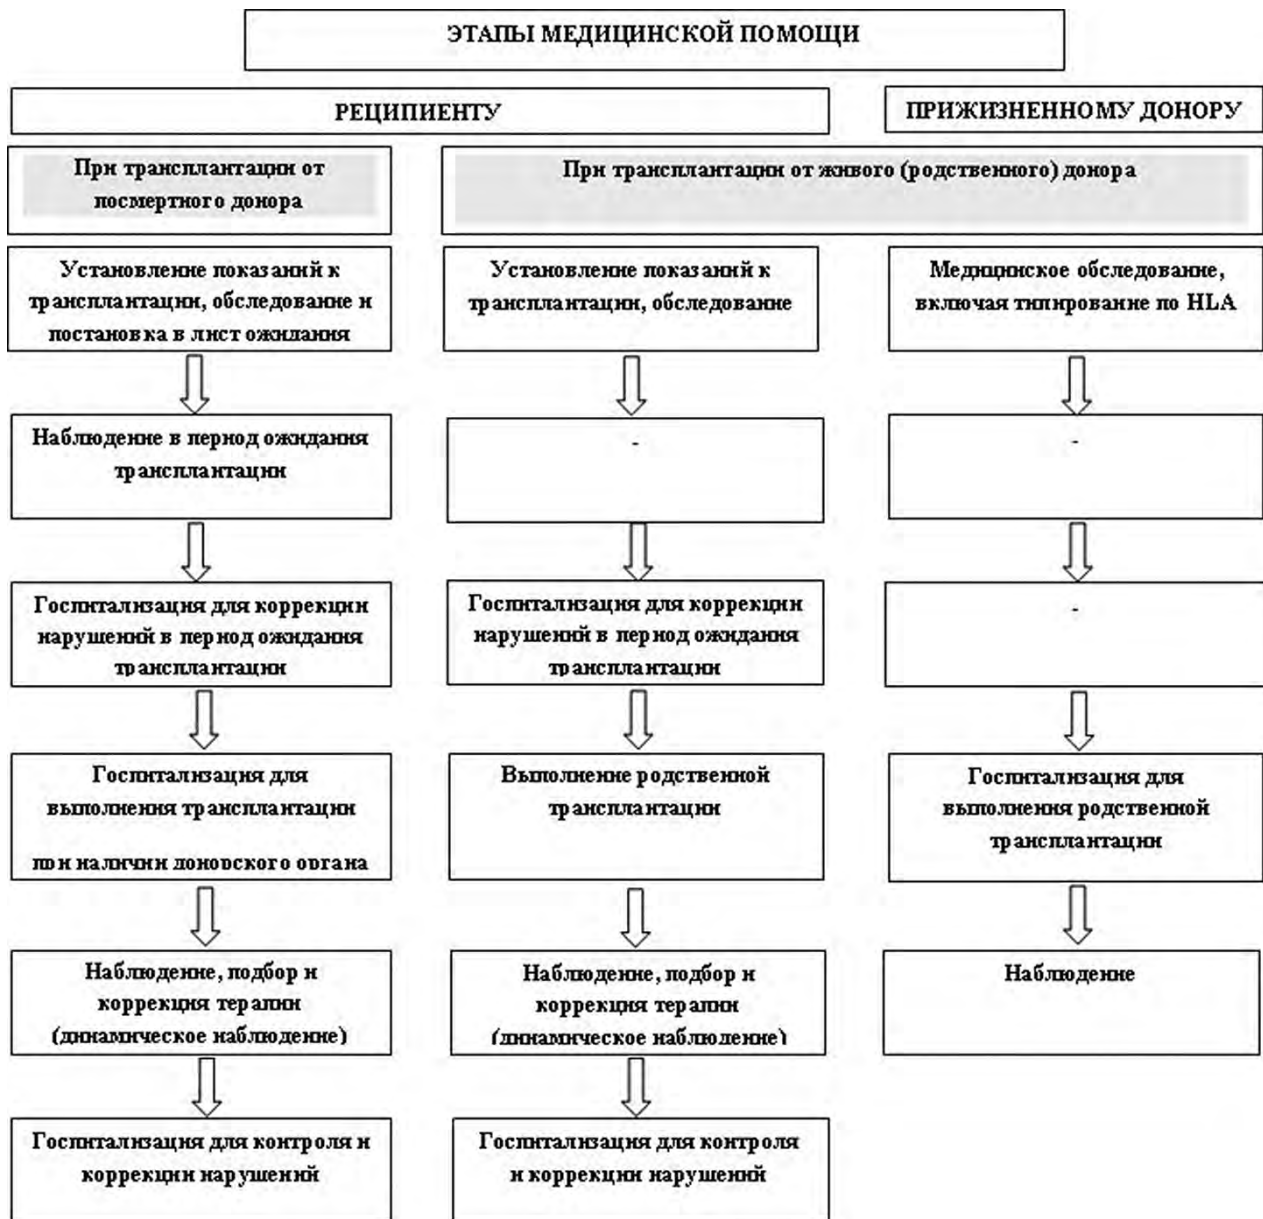 ЭТАПЫ МЕДИЦИНСКОЙ ПОМОЩИ
РЕЦИПИЕНТУ
ПРИЖИЗНЕННОМУ ДОНОРУ
При трансплантации от
посмертного донора
При трансплантации от живого (родственного) донора
Установление показаний к
трансплантации, обследование и
постановка в лист ожидания
Установление показаний к
трансплантации, обследование
Медицинское обследование,
включая типирование по HLA
Наблюдение в период ожидания
трансплантации
-
-
Госпитализация для коррекции
нарушений в период ожидания
трансплантации
Госпитализация для коррекции
нарушений в период ожидания
трансплантации
-
Госпитализация для
выполнения трансплантации
при наличии донорского органа
Выполнение родственной
трансплантации
Госпитализация для
выполнения родственной
трансплантации
Наблюдение, подбор и
коррекция терапии
(динамическое наблюдение)
Наблюдение, подбор и
коррекция терапии
(динамическое наблюдение)
Наблюдение
Госпитализация для контроля и
коррекции нарушений
Госпитализация для контроля
и коррекции нарушений